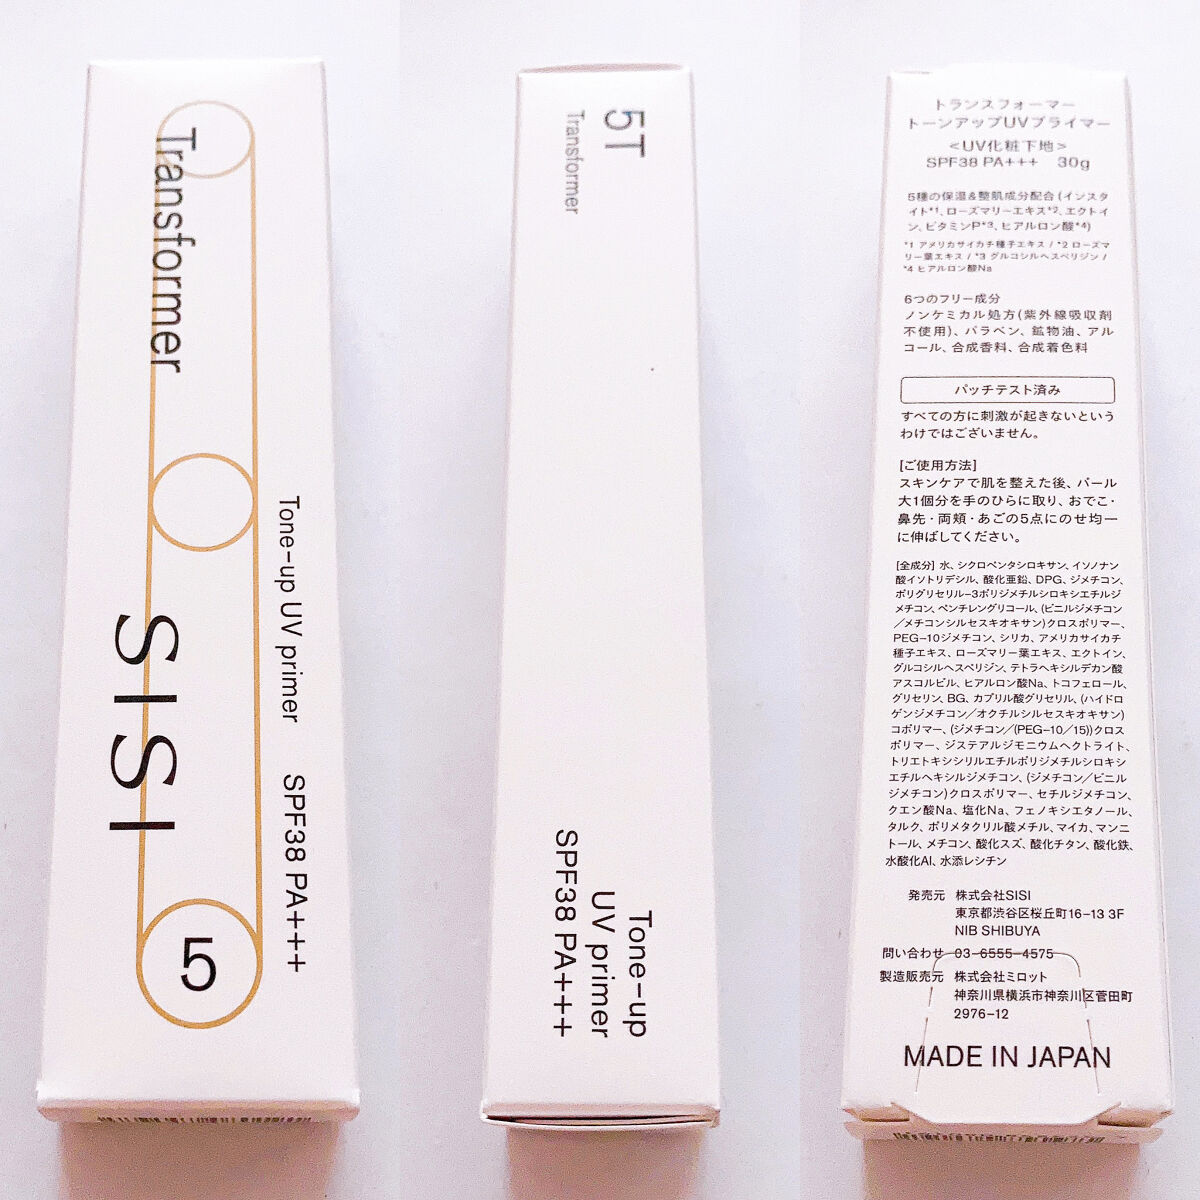 Transformer
Tone-up UV primer SPF38 PA+++
SISI
5
5T
Transformer
Tone-up
UV primer
SPF38 PA+++
トランスフォーマー
トーンアップUVプライマー
<UV化粧下地>
SPF38 PA+++ 30g
5種の保湿&整肌成分配合(インスタ
イト*1、ローズマリーエキス*2、エクトイ
ン、ビタミンP*3、ヒアルロン酸*4)
*1 アメリカサイカチ種子エキス / *2 ローズマ
リー葉エキス / *3 グルコシルヘスペリジン /
*4 ヒアルロン酸Na
6つのフリー成分
ノンケミカル処方(紫外線吸収剤
不使用)、パラベン、鉱物油、アル
コール、合成香料、合成着色料
パッチテスト済み
すべての方に刺激が起きないという
わけではございません。
[ご使用方法]
スキンケアで肌を整えた後、パール
大1個分を手のひらに取り、おでこ・
鼻先・両頬・あごの5点にのせ均一
に伸ばしてください。
[全成分] 水、シクロペンタシロキサン、イソノナン
酸イソトリデシル、酸化亜鉛、DPG、ジメチコン、
ポリグリセリル-3ポリジメチルシロキシエチルジ
メチコン、ペンチレングリコール、(ビニルジメチコン
/メチコンシルセスキオキサン)クロスポリマー、
PEG-10ジメチコン、シリカ、アメリカサイカチ
種子エキス、ローズマリー葉エキス、エクトイン、
グルコシルヘスペリジン、テトラヘキシルデカン酸
アスコルビル、ヒアルロン酸Na、トコフェロール、
グリセリン、BG、カプリル酸グリセリル、(ハイドロ
ゲンジメチコン/オクチルシルセスキオキサン)
コポリマー、(ジメチコン/(PEG-10/15))クロス
ポリマー、ジステアルジモニウムヘクトライト、
トリエトキシシリルエチルポリジメチルシロキシ
エチルヘキシルジメチコン、(ジメチコン/ビニル
ジメチコン)クロスポリマー、セチルジメチコン、
クエン酸Na、塩化Na、フェノキシエタノール、
タルク、ポリメタクリル酸メチル、マイカ、マンニ
トール、メチコン、酸化スズ、酸化チタン、酸化鉄、
水酸化Al、水添レシチン
発売元 株式会社SISI
東京都渋谷区桜丘町16-13 3F
NIB SHIBUYA
問い合わせ 03-6555-4575
製造販売元 株式会社ミロット
神奈川県横浜市神奈川区菅田町
2976-12
MADE IN JAPAN